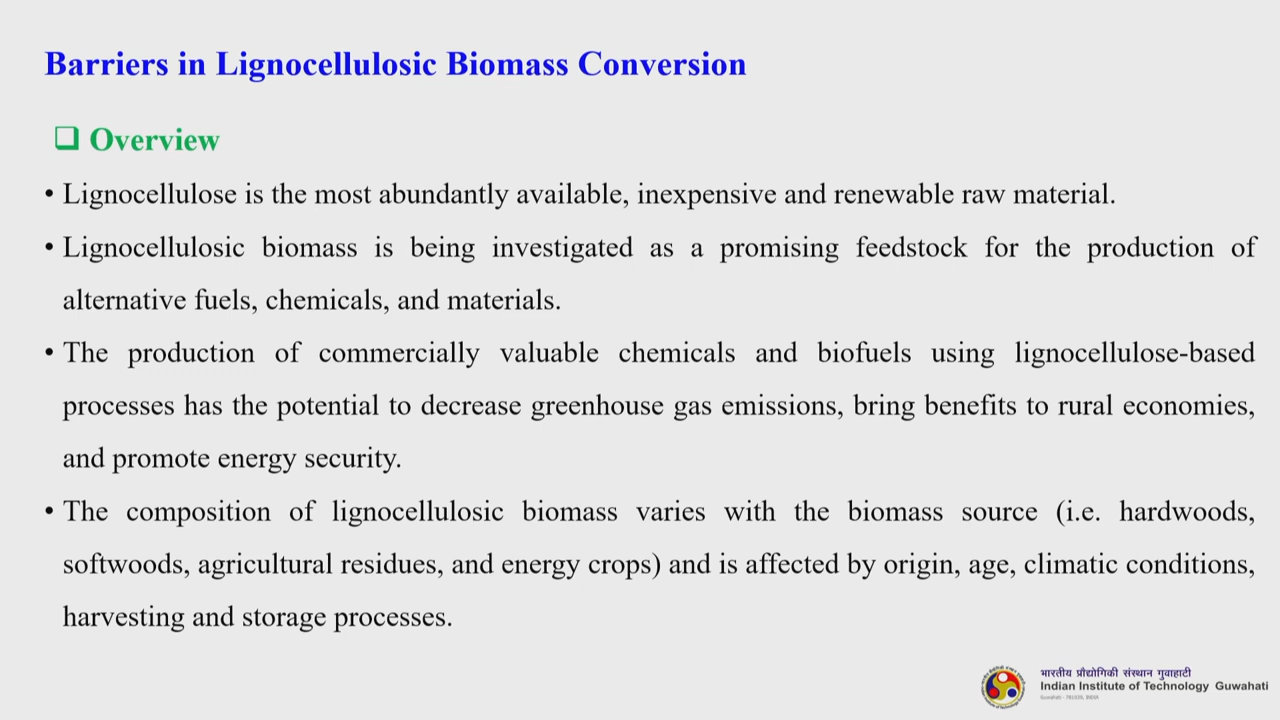 Barriers in Lignocellulosic Biomass Conversion
❑ Overview
• Lignocellulose is the most abundantly available, inexpensive and renewable raw material.
• Lignocellulosic biomass is being investigated as a promising feedstock for the production of
alternative fuels, chemicals, and materials.
• The production of commercially valuable chemicals and biofuels using lignocellulose-based
processes has the potential to decrease greenhouse gas emissions, bring benefits to rural economies,
and promote energy security.
• The composition of lignocellulosic biomass varies with the biomass source (i.e. hardwoods,
softwoods, agricultural residues, and energy crops) and is affected by origin, age, climatic conditions,
harvesting and storage processes.
भारतीय प्रौद्योगिकी संस्थान गुवाहाटी
Indian Institute of Technology Guwahati
Guwahati - 781039, INDIA